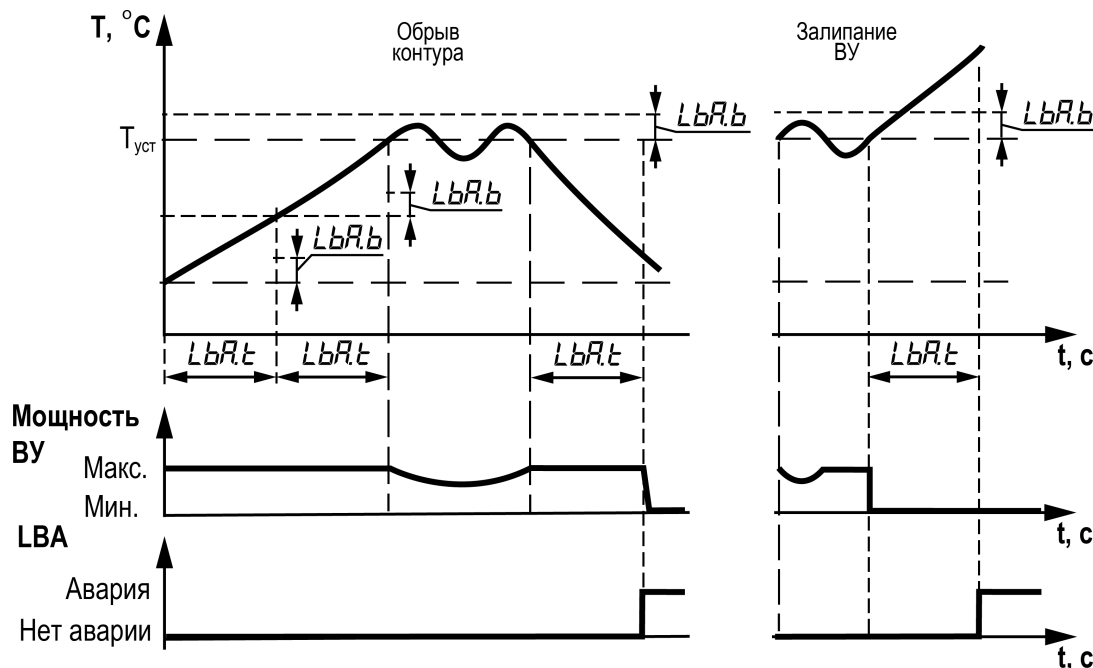 T, °C
Обрыв
контура
Залипание
ВУ
LbA.b
LbA.b
Tуст
LbA.b
LbA.b
LbA.t
LbA.t
LbA.t
LbA.t
t, с
Мощность
ВУ
Макс.
Мин.
t, с
LBA
Авария
Нет аварии
t, с